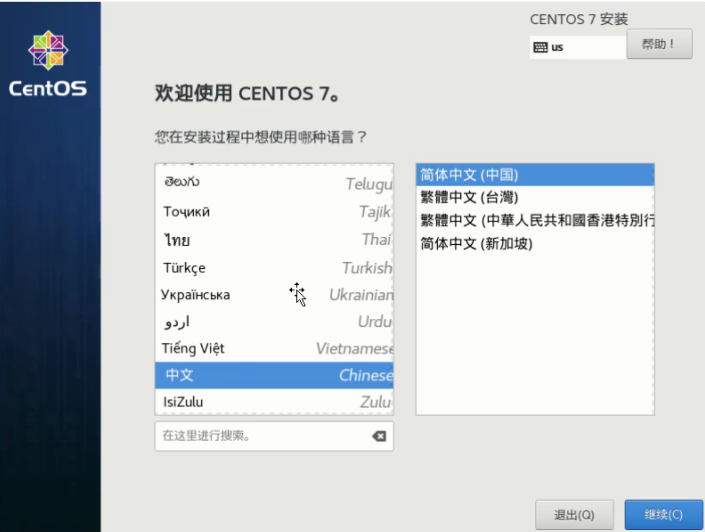 CENTOS 7 安装
us
帮助！
CentOS
欢迎使用 CENTOS 7。
您在安装过程中想使用哪种语言？
తెలుగు Telugu
Тоҷикӣ Tajik
ไทย Thai
Türkçe Turkish
Українська Ukrainian
اردو Urdu
Tiếng Việt Vietnamese
中文 Chinese
IsiZulu Zulu
简体中文 (中国)
繁體中文 (台灣)
繁體中文 (中華人民共和國香港特別行
简体中文 (新加坡)
在这里进行搜索。
退出(Q)
继续(C)